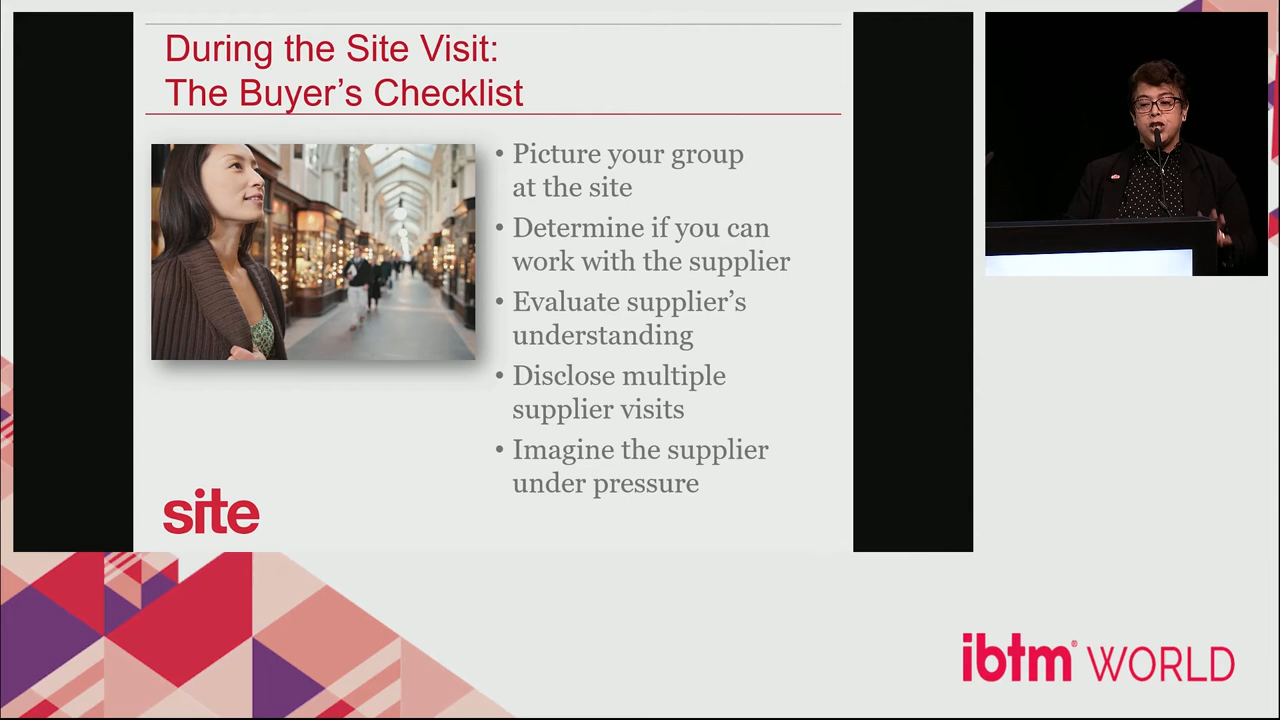 During the Site Visit:
The Buyer's Checklist
• Picture your group
at the site
• Determine if you can
work with the supplier
• Evaluate supplier's
understanding
• Disclose multiple
supplier visits
• Imagine the supplier
under pressure
site
ibtm® WORLD